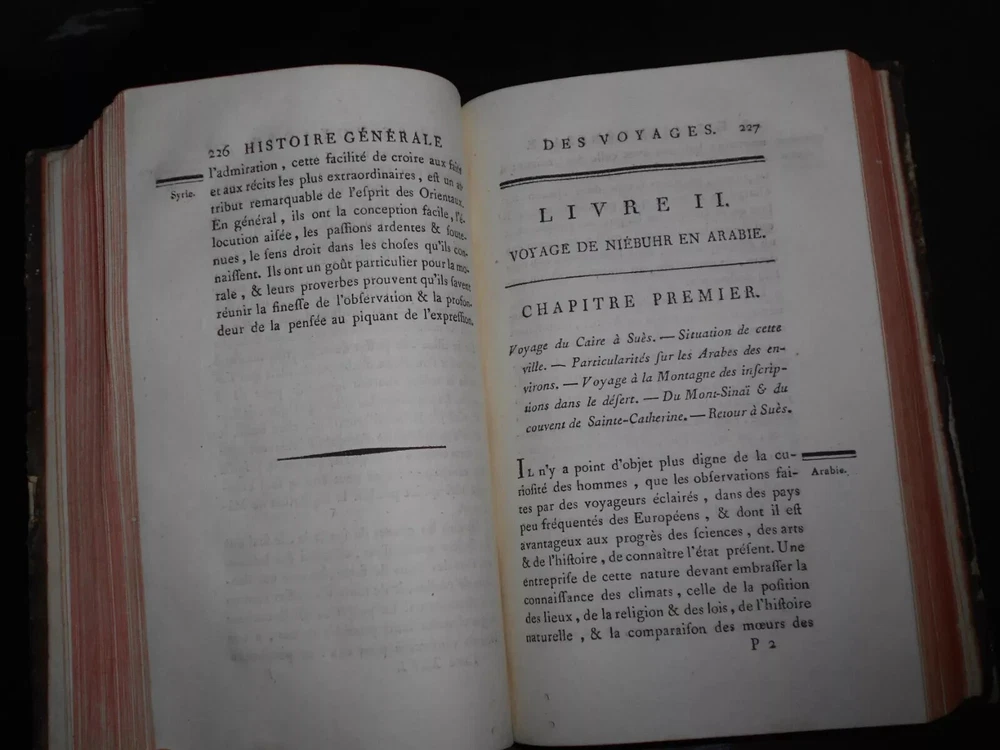 226 HISTOIRE GÉNÉRALE
l'admiration, cette facilité de croire aux faits
Syrie.
et aux récits les plus extraordinaires, eſt un at-
tribut remarquable de l'eſprit des Orientaux.
En général, ils ont la conception facile, l'é-
locution aiſée, les paſſions ardentes & ſoute-
nues, le ſens droit dans les choſes qu'ils con-
naiſſent. Ils ont un goût particulier pour la mo-
rale, & leurs proverbes prouvent qu'ils ſavent
réunir la fineſſe de l'obſervation & la profon-
deur de la penſée au piquant de l'expreſſion.
DES VOYAGES. 227
LIVRE II.
VOYAGE DE NIÉBUHR EN ARABIE.
CHAPITRE PREMIER.
Voyage du Caire à Suès. — Situation de cette
ville. — Particularités ſur les Arabes des en-
virons. — Voyage à la Montagne des inſcrip-
tions dans le déſert. — Du Mont-Sinaï & du
couvent de Sainte-Catherine. — Retour à Suès.
IL n'y a point d'objet plus digne de la cu-
Arabie.
rioſité des hommes, que les obſervations fai-
tes par des voyageurs éclairés, dans des pays
peu fréquentés des Européens, & dont il eſt
avantageux aux progrès des ſciences, des arts
& de l'hiſtoire, de connaître l'état préſent. Une
entrepriſe de cette nature devant embraſſer la
connaiſſance des climats, celle de la poſition
des lieux, de la religion & des lois, de l'hiſtoire
naturelle, & la comparaiſon des mœurs des
P 2